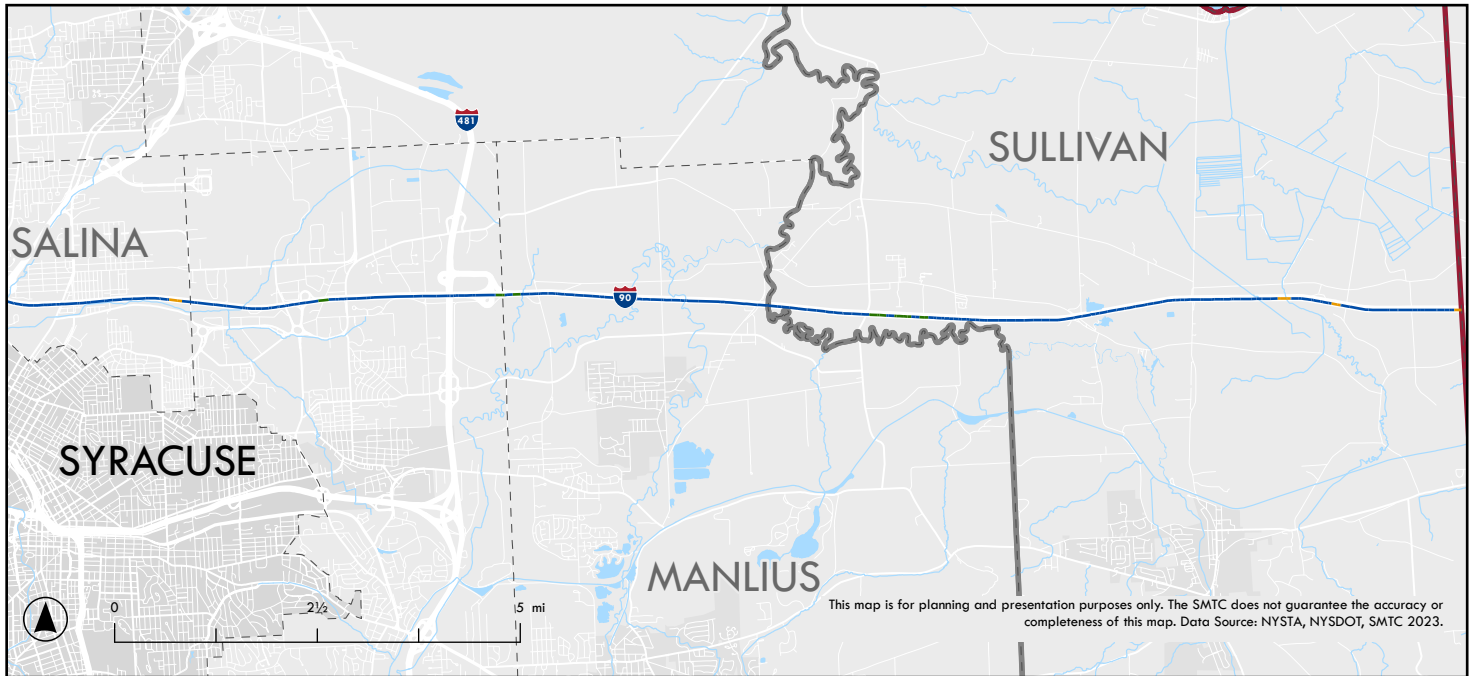 481
SULLIVAN
SALINA
90
SYRACUSE
MANLIUS
0 2½ 5 mi
This map is for planning and presentation purposes only. The SMTC does not guarantee the accuracy or
completeness of this map. Data Source: NYSTA, NYSDOT, SMTC 2023.